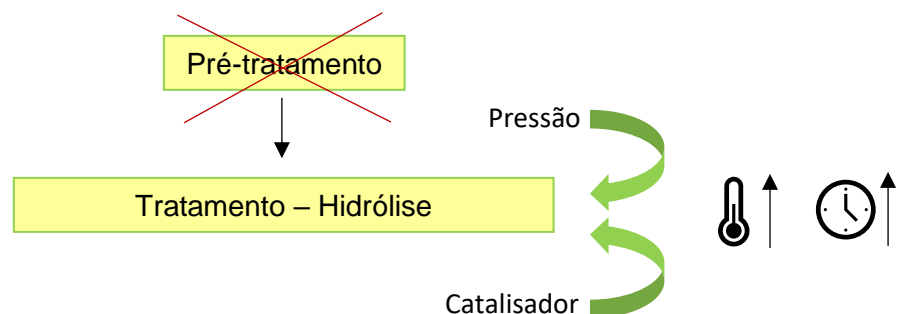 Pré-tratamento
Pressão
Tratamento – Hidrólise
Catalisador